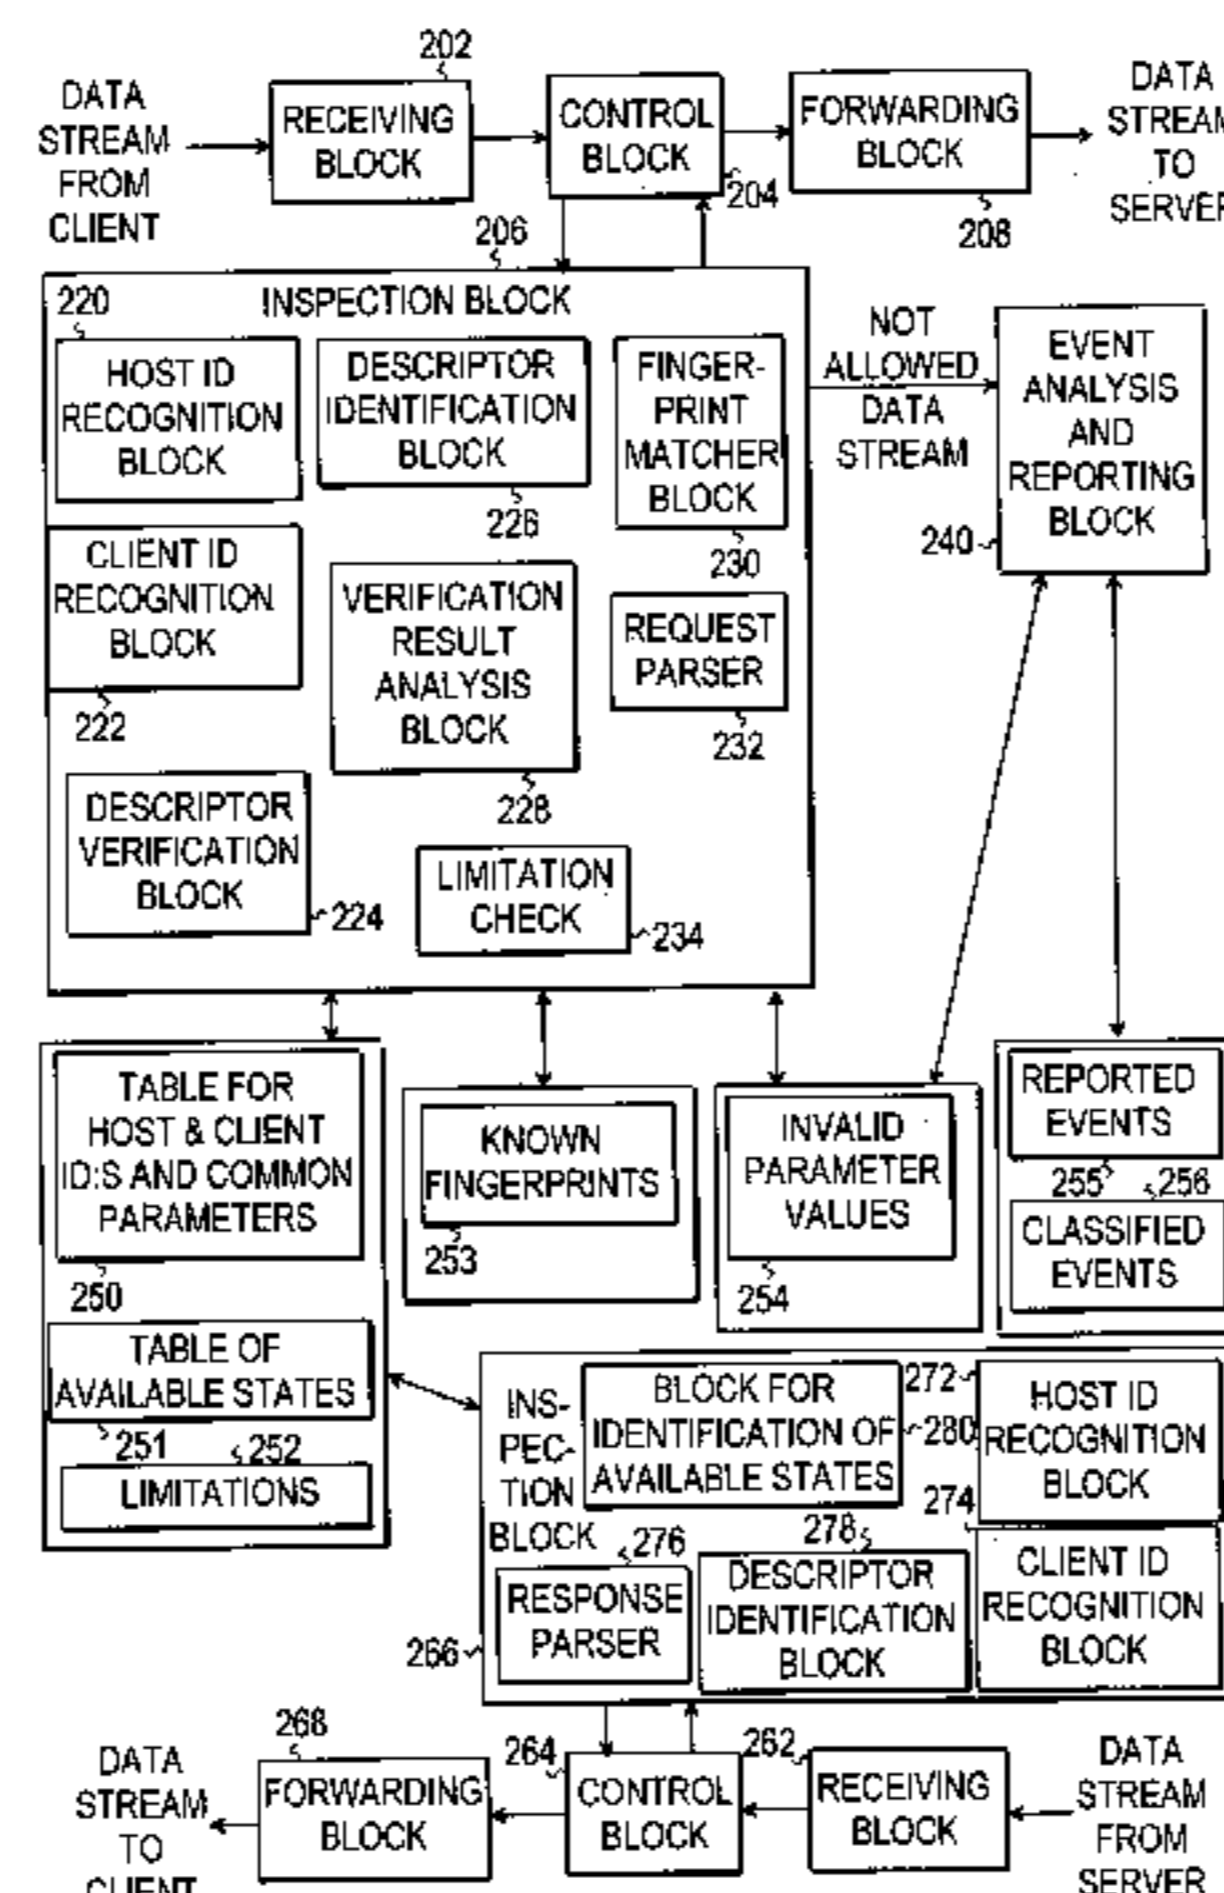 202
DATA
STREAM
FROM
CLIENT
RECEIVING
BLOCK
CONTROL
BLOCK
204
FORWARDING
BLOCK
208
DATA
STREAM
TO
SERVER
206
INSPECTION BLOCK
220
HOST ID
RECOGNITION
BLOCK
DESCRIPTOR
IDENTIFICATION
BLOCK
226
FINGER-
PRINT
MATCHER
BLOCK
230
NOT
ALLOWED
DATA
STREAM
EVENT
ANALYSIS
AND
REPORTING
BLOCK
240
CLIENT ID
RECOGNITION
BLOCK
222
VERIFICATION
RESULT
ANALYSIS
BLOCK
228
REQUEST
PARSER
232
DESCRIPTOR
VERIFICATION
BLOCK
224
LIMITATION
CHECK
234
TABLE FOR
HOST & CLIENT
ID:S AND COMMON
PARAMETERS
250
TABLE OF
AVAILABLE STATES
251
252
LIMITATIONS
KNOWN
FINGERPRINTS
253
INVALID
PARAMETER
VALUES
254
REPORTED
EVENTS
255
256
CLASSIFIED
EVENTS
INS-
PEC-
TION
BLOCK
BLOCK FOR
IDENTIFICATION OF
AVAILABLE STATES
280
272
HOST ID
RECOGNITION
BLOCK
274
CLIENT ID
RECOGNITION
BLOCK
276
RESPONSE
PARSER
266
278
DESCRIPTOR
IDENTIFICATION
BLOCK
268
DATA
STREAM
TO
CLIENT
FORWARDING
BLOCK
264
CONTROL
BLOCK
262
RECEIVING
BLOCK
DATA
STREAM
FROM
SERVER